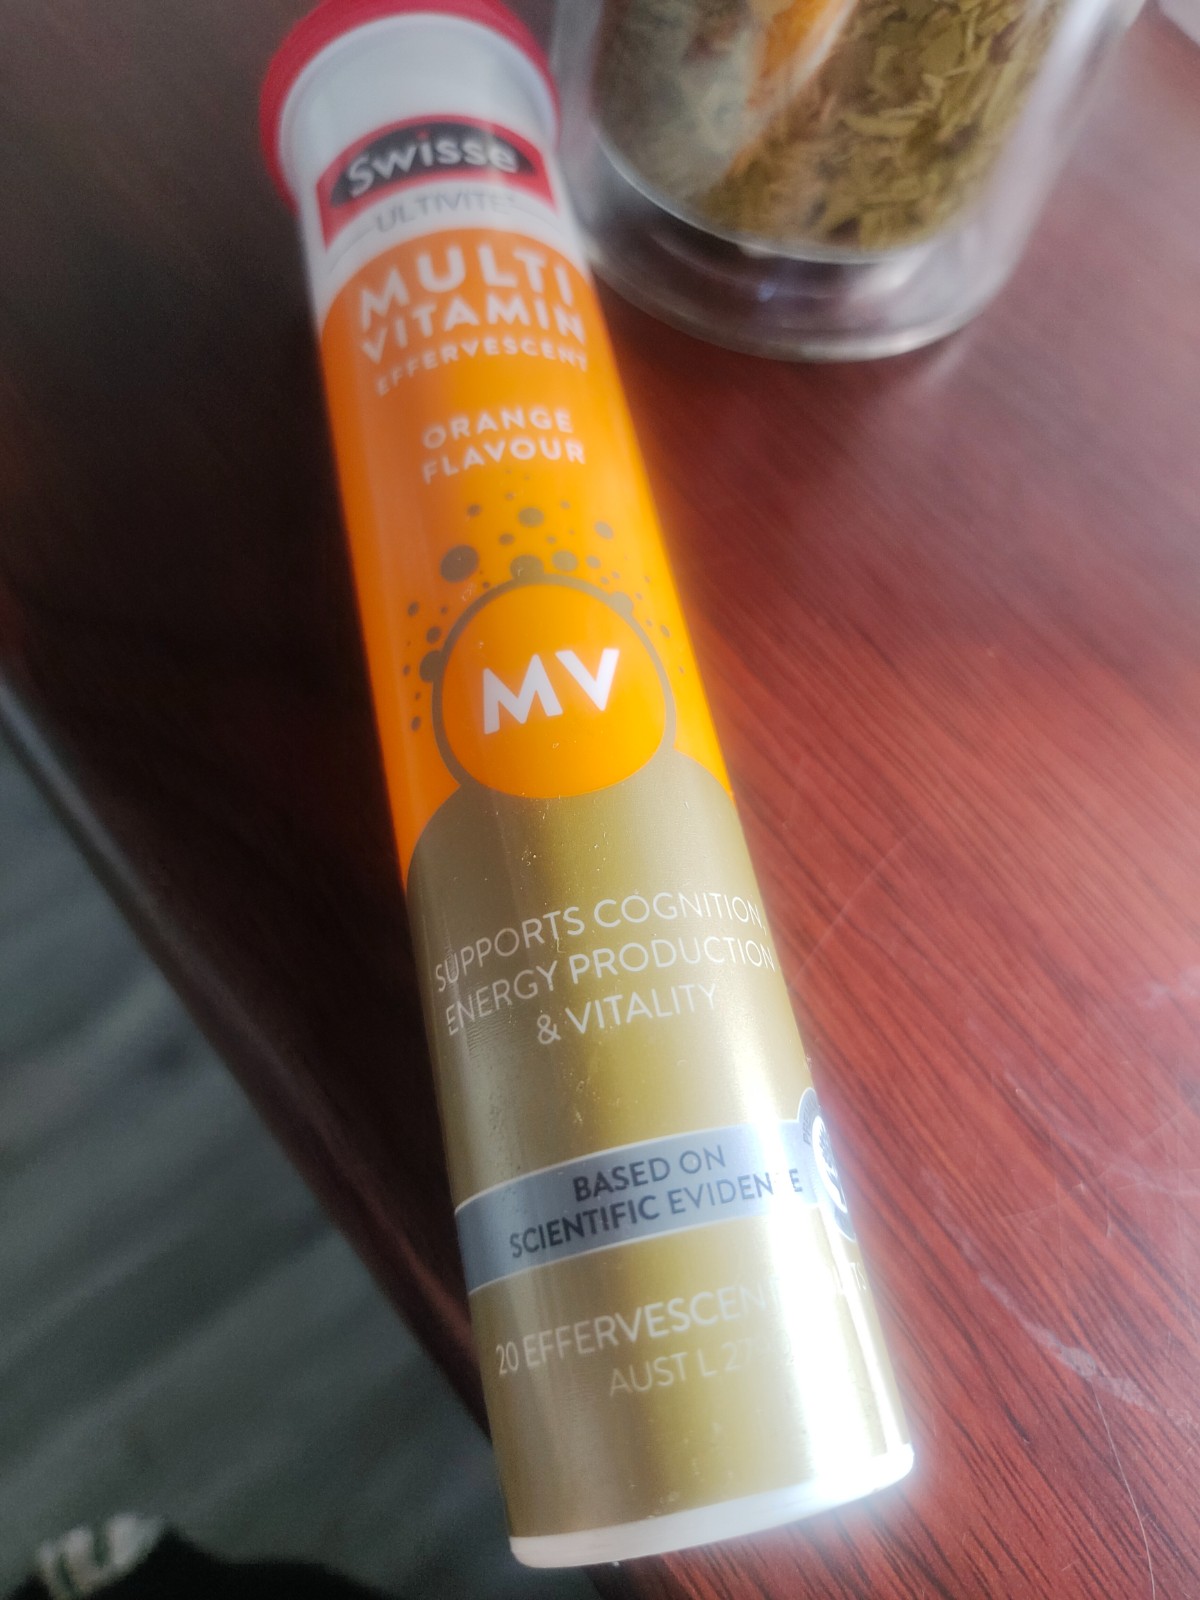 Swisse
ULTIVITE
MULTI
VITAMIN
EFFERVESCENT
ORANGE
FLAVOUR
MV
SUPPORTS COGNITION,
ENERGY PRODUCTION
& VITALITY
BASED ON
SCIENTIFIC EVIDENCE
20 EFFERVESCENT
AUST L